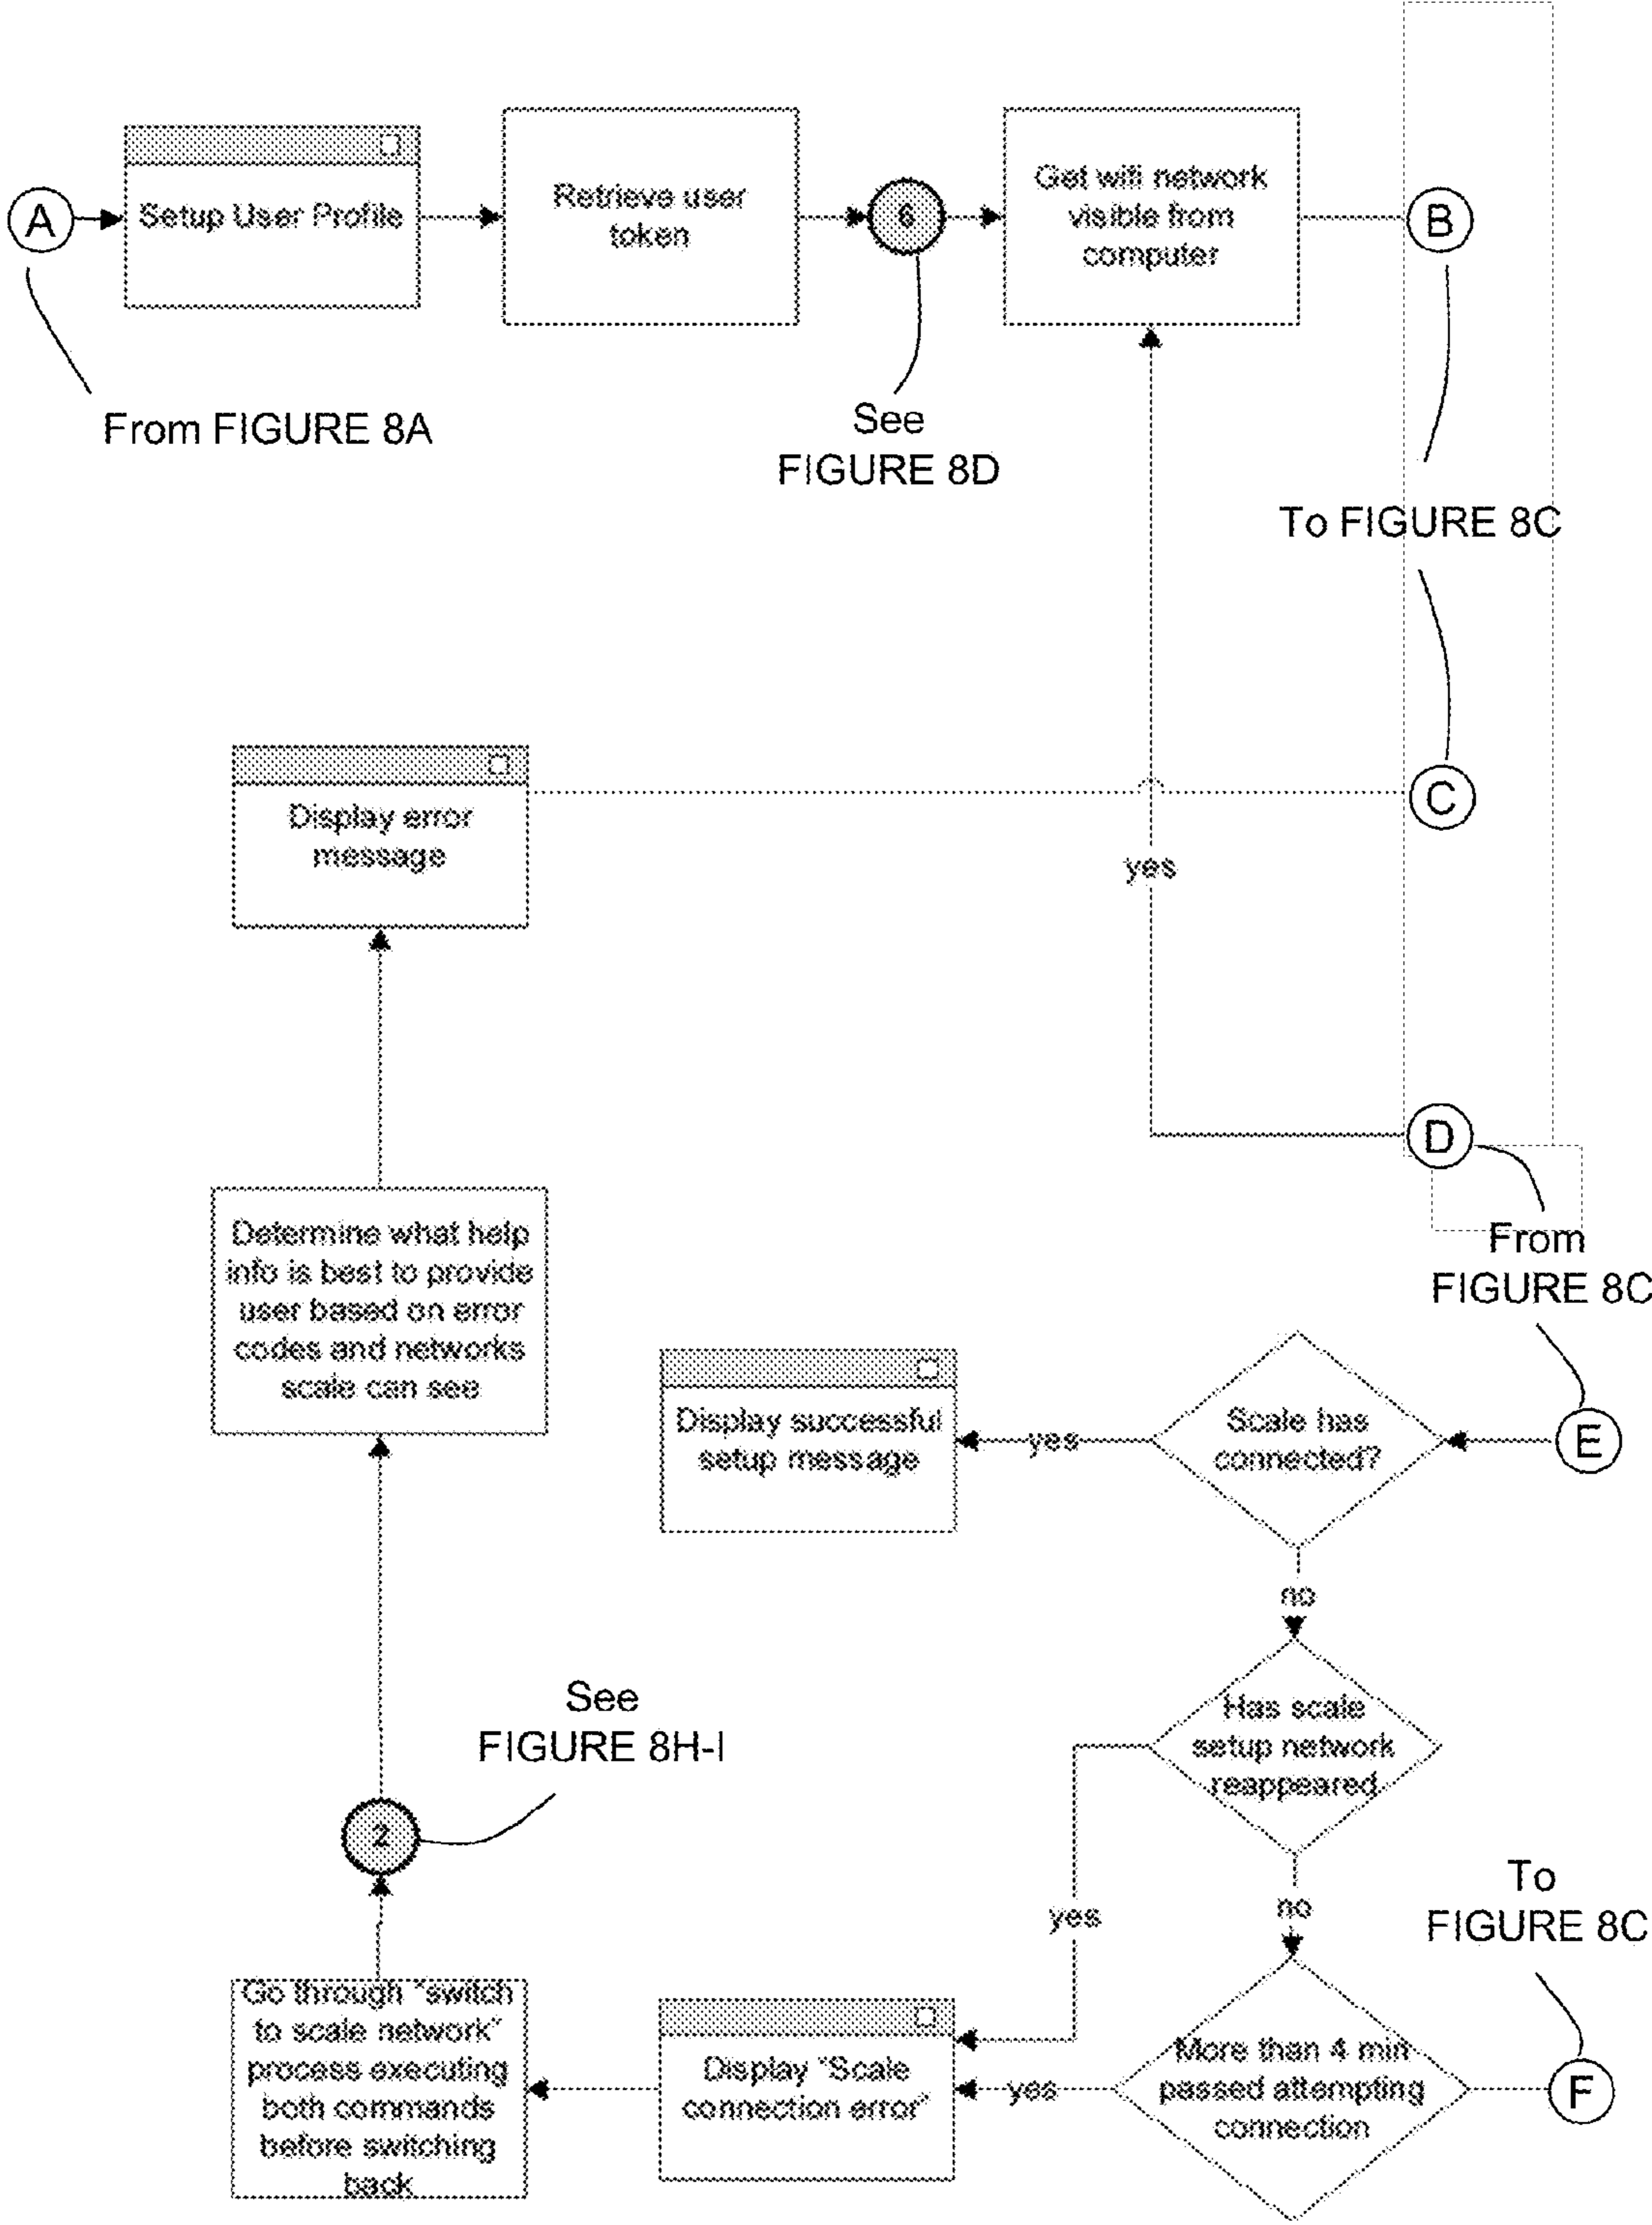 A
Setup User Profile
Retrieve user
token
6
Get wifi network
visible from
computer
B
From FIGURE 8A
See
FIGURE 8D
To FIGURE 8C
Display error
message
C
yes
D
From
FIGURE 8C
Determine what help
info is best to provide
user based on error
codes and networks
scale can see
Display successful
setup message
yes
Scale has
connected?
E
no
See
FIGURE 8H-I
Has scale
setup network
reappeared
2
yes
no
To
FIGURE 8C
Go through "switch
to scale network"
process executing
both commands
before switching
back
Display "Scale
connection error"
yes
More than 4 min
passed attempting
connection
F